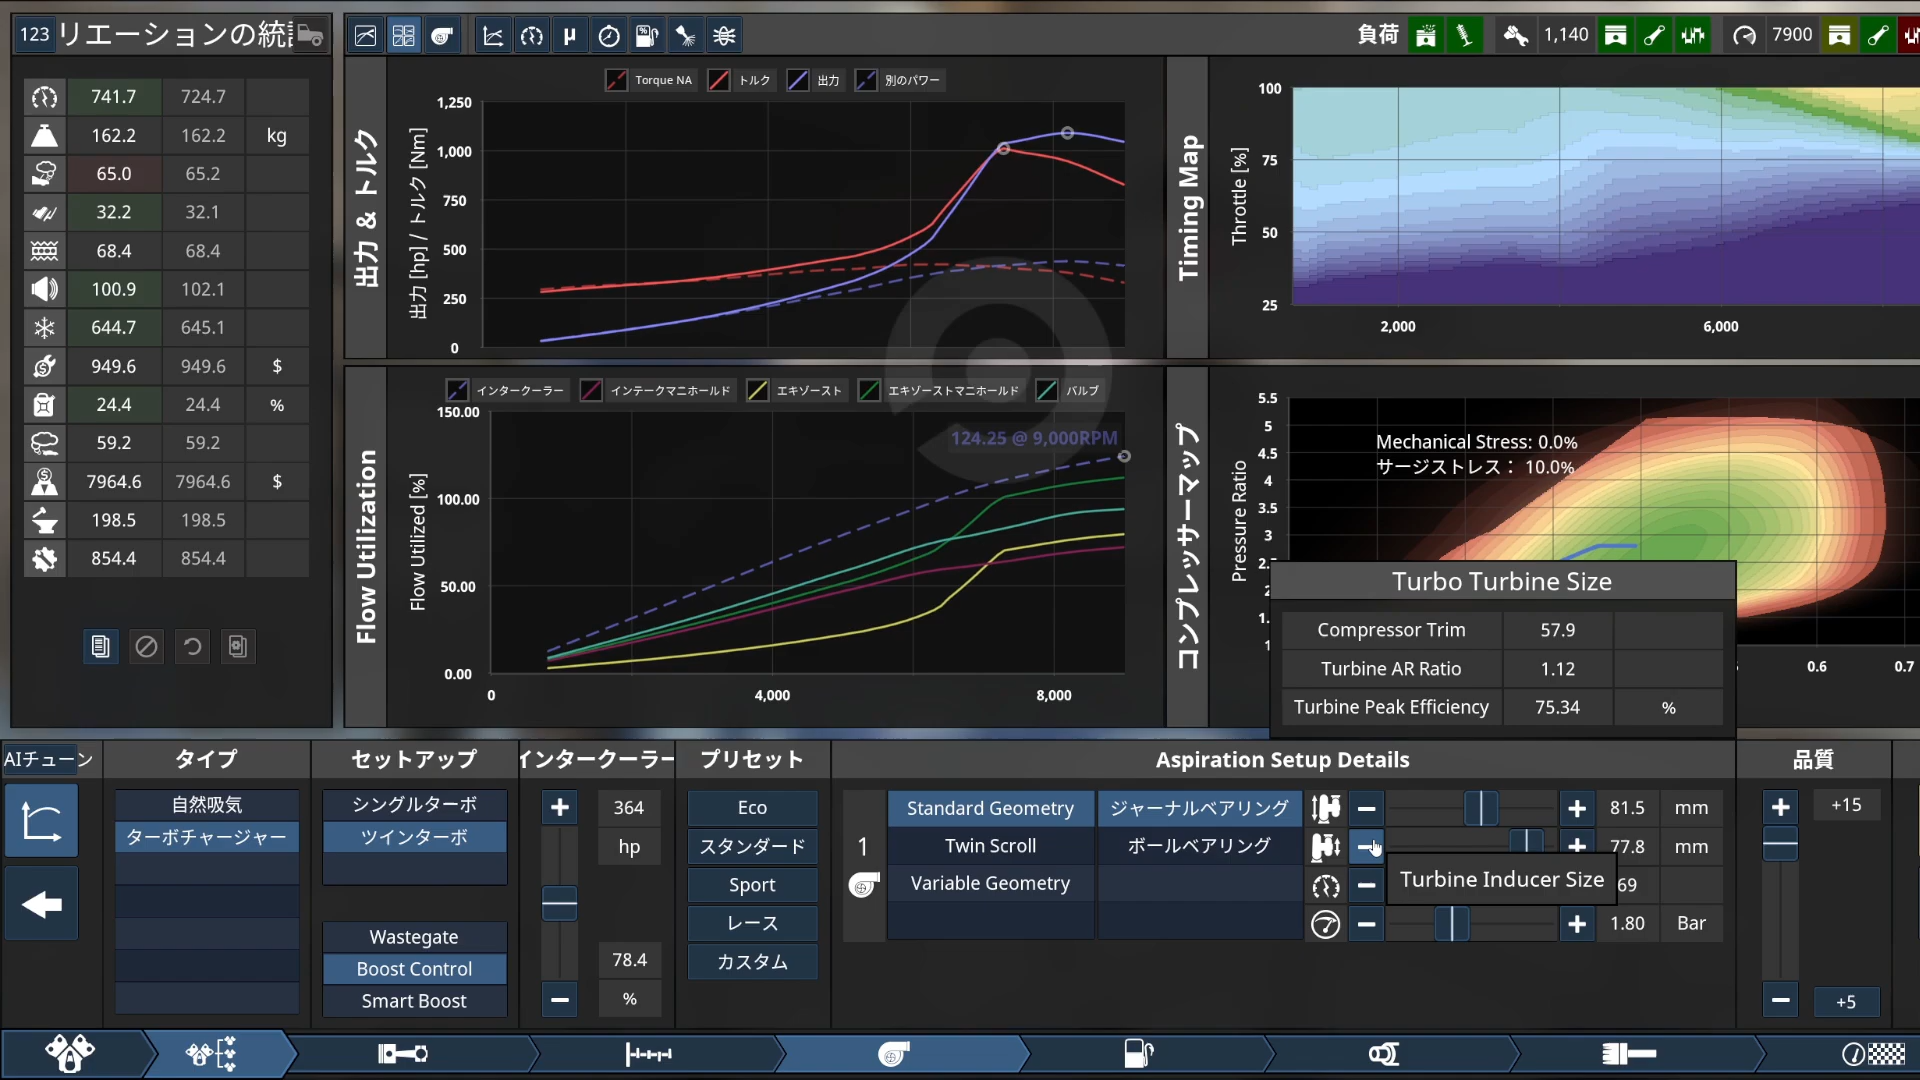 123
リエーションの統計
741.7 724.7
162.2 162.2 kg
65.0 65.2
32.2 32.1
68.4 68.4
100.9 102.1
644.7 645.1
949.6 949.6 $
24.4 24.4 %
59.2 59.2
7964.6 7964.6 $
198.5 198.5
854.4 854.4
μ
負荷 1,140 7900
出力 & トルク
Torque NA トルク 出力 別のパワー
出力 [hp] / トルク [Nm]
1,250
1,000
750
500
250
0
Timing Map
Throttle [%]
100
75
50
25
2,000 6,000
Flow Utilization
インタークーラー インテークマニホールド エキゾースト エキゾーストマニホールド バルブ
Flow Utilized [%]
150.00
100.00
50.00
0.00
124.25 @ 9,000RPM
0 4,000 8,000
コンプレッサーマップ
Pressure Ratio
5.5
5
4.5
4
3.5
3
2.
2
1.
1
Mechanical Stress: 0.0%
サージストレス： 10.0%
0.6 0.7
Turbo Turbine Size
Compressor Trim 57.9
Turbine AR Ratio 1.12
Turbine Peak Efficiency 75.34 %
AIチューン
タイプ
自然吸気
ターボチャージャー
セットアップ
シングルターボ
ツインターボ
Wastegate
Boost Control
Smart Boost
インタークーラー
364
hp
78.4
%
プリセット
Eco
スタンダード
Sport
レース
カスタム
Aspiration Setup Details
1
Standard Geometry
Twin Scroll
Variable Geometry
ジャーナルベアリング
ボールベアリング
81.5 mm
77.8 mm
69
1.80 Bar
Turbine Inducer Size
品質
+15
+5